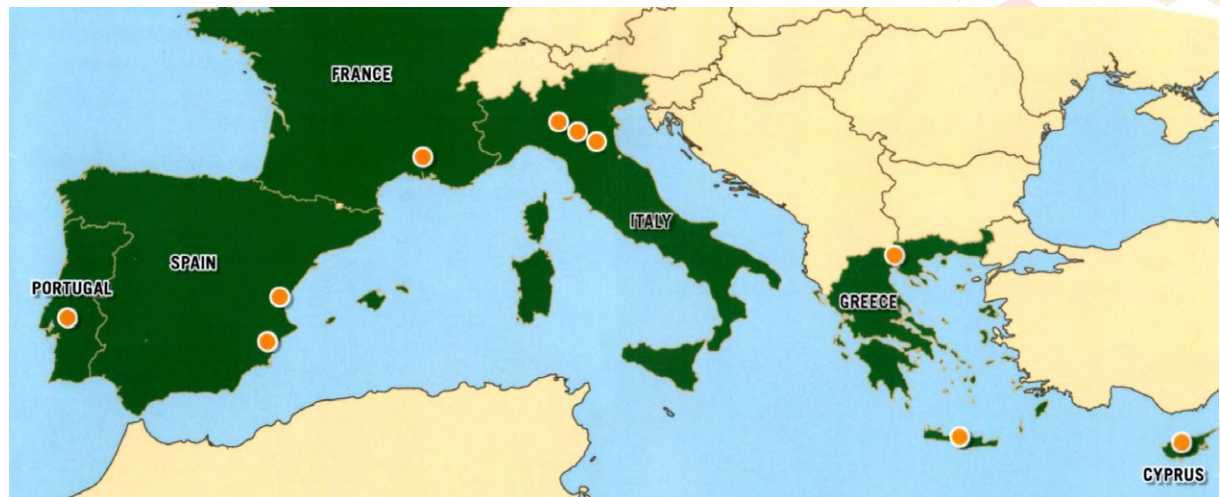 FRANCE
ITALY
SPAIN
PORTUGAL
GREECE
CYPRUS